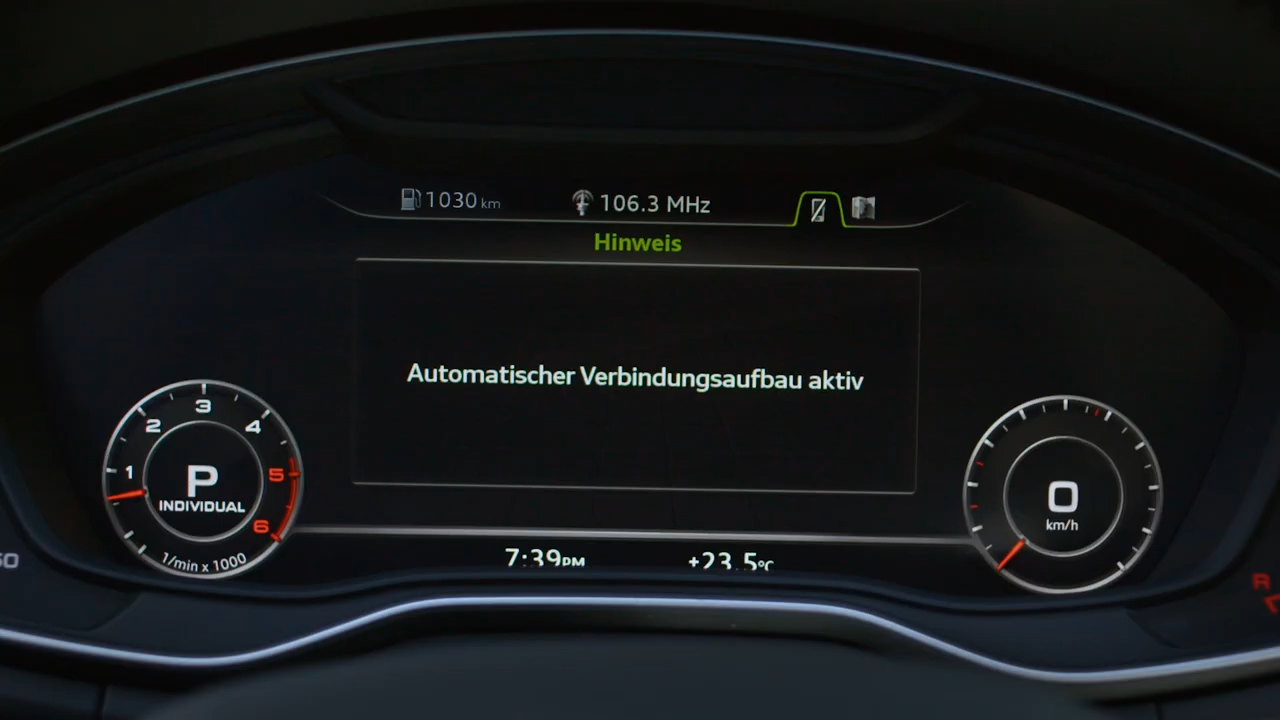 1030 km
106.3 MHz
Hinweis
Automatischer Verbindungsaufbau aktiv
1 2 3 4 5 6
P
INDIVIDUAL
1/min x 1000
0
km/h
7:39PM
+23.5°C
R